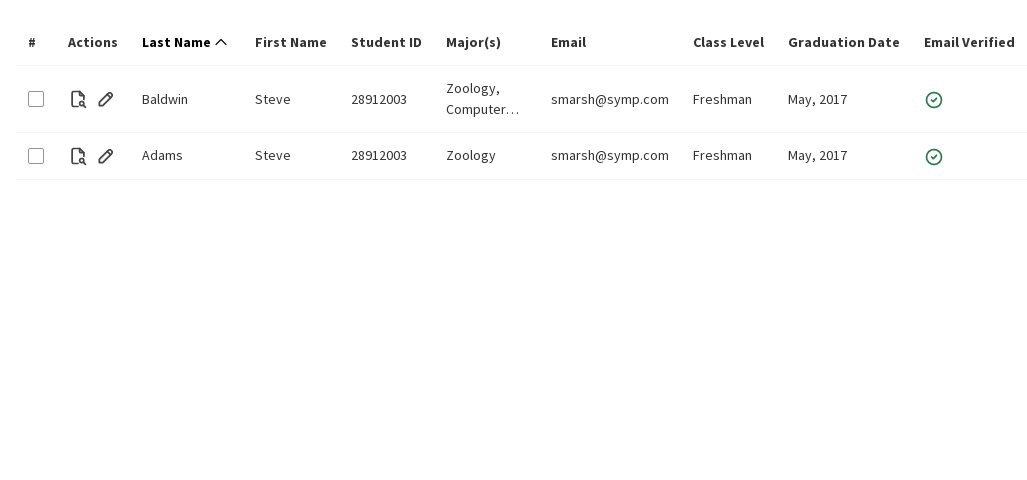 # Actions Last Name First Name Student ID Major(s) Email Class Level Graduation Date Email Verified
Baldwin Steve 28912003 Zoology, Computer… smarsh@symp.com Freshman May, 2017
Adams Steve 28912003 Zoology smarsh@symp.com Freshman May, 2017